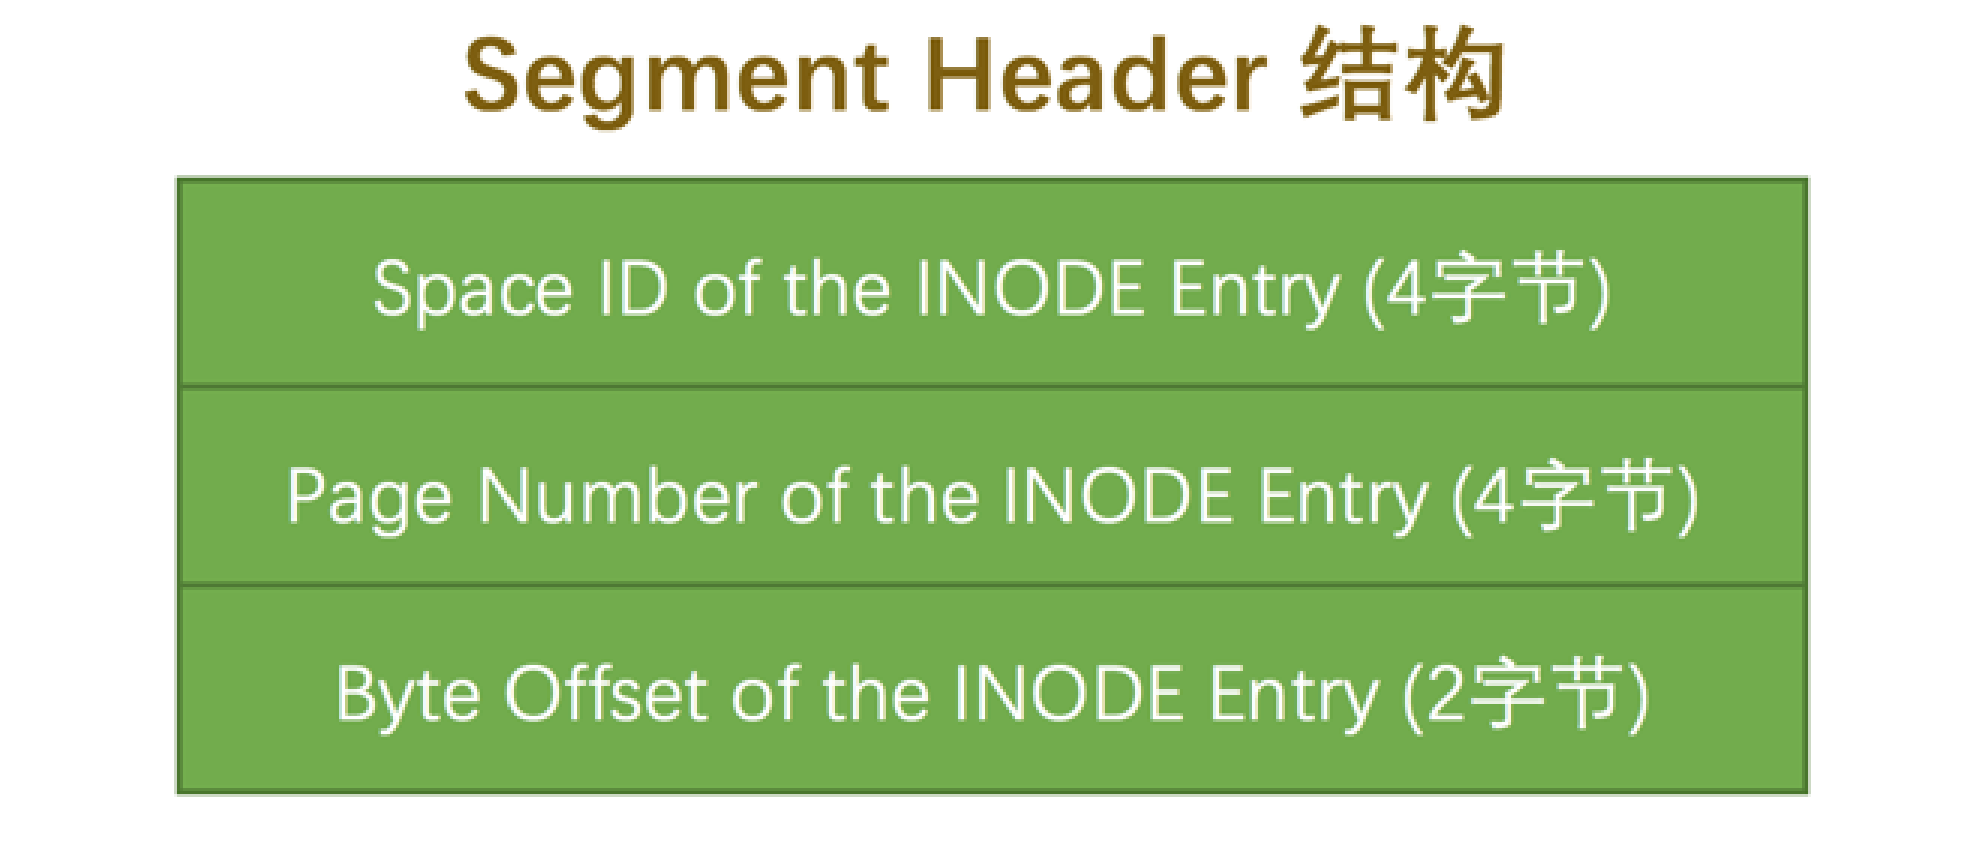 Segment Header 结构
Space ID of the INODE Entry (4字节)
Page Number of the INODE Entry (4字节)
Byte Offset of the INODE Entry (2字节)